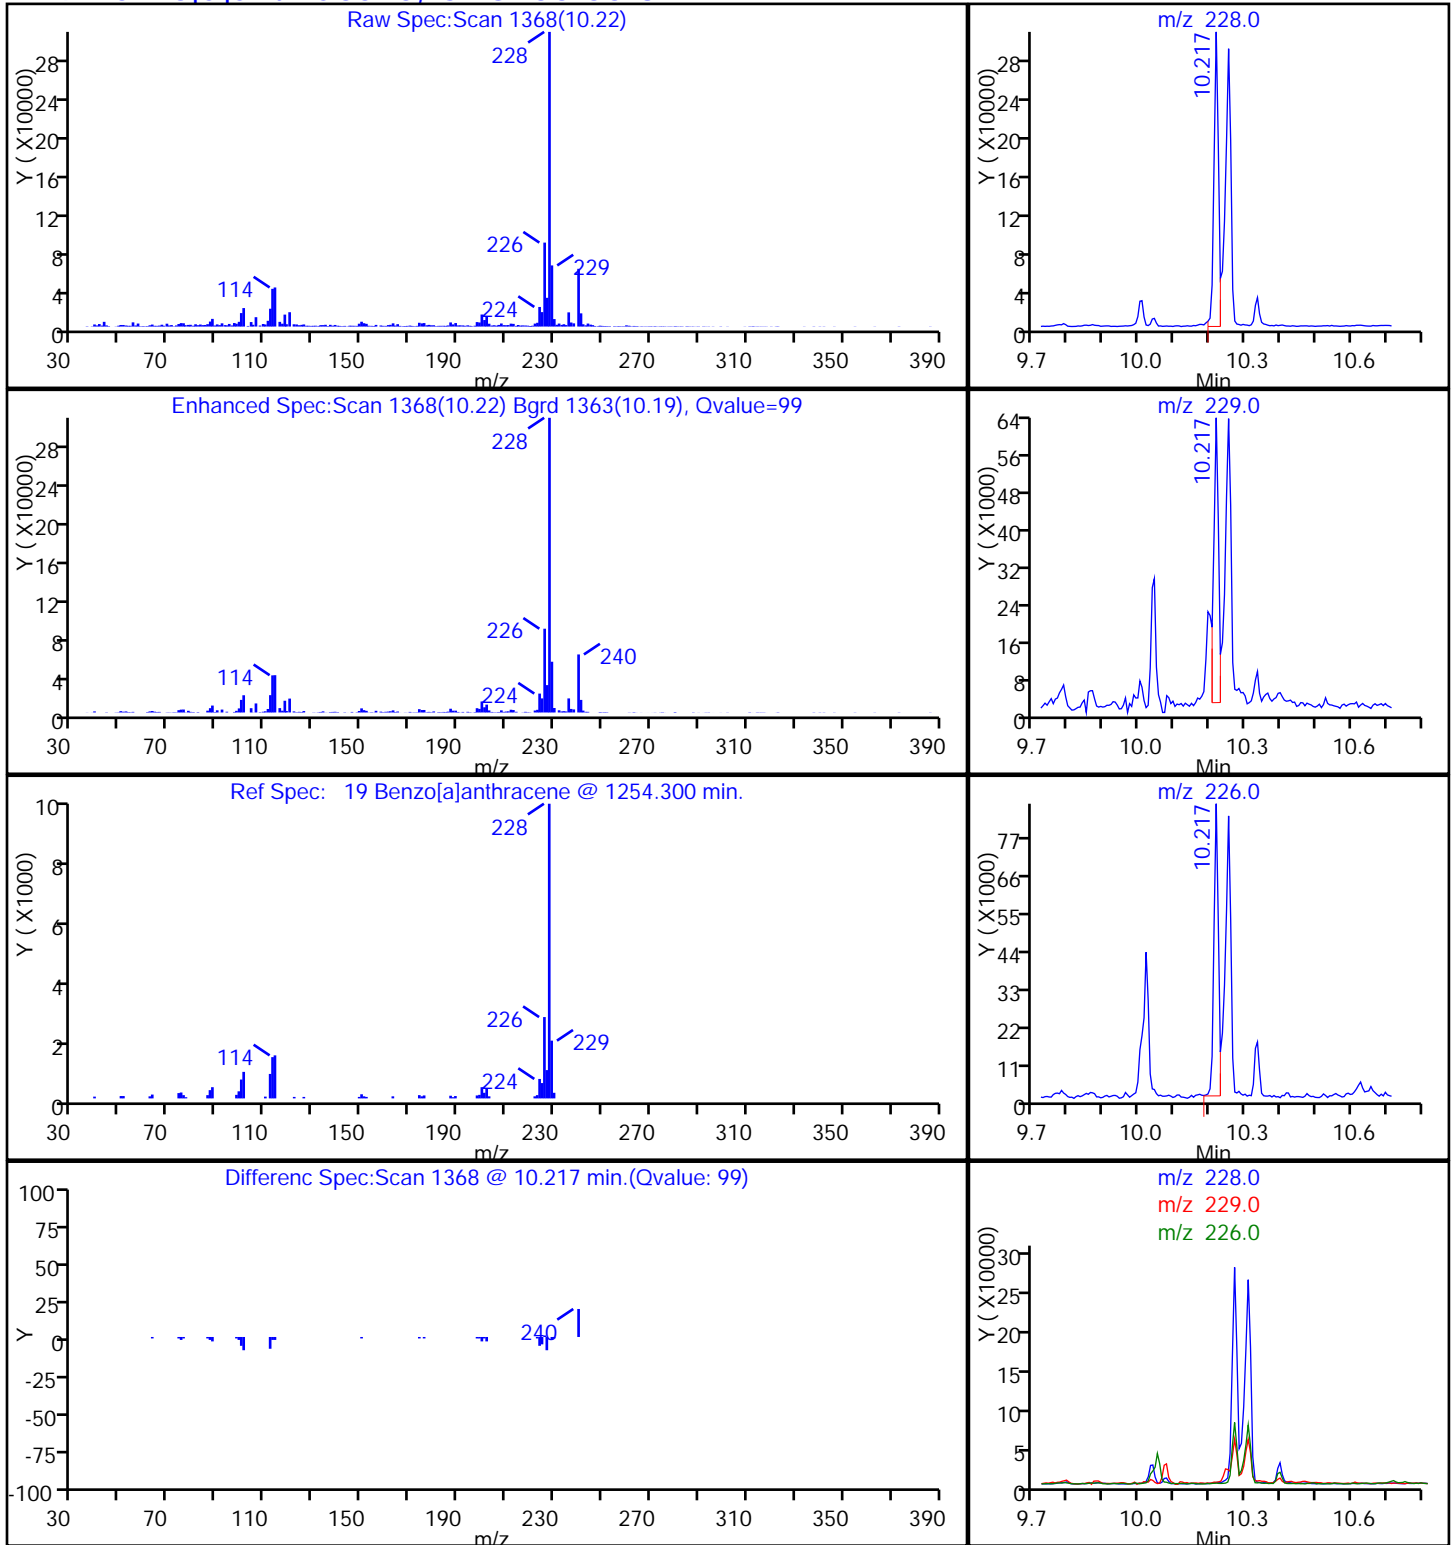 Raw Spec:Scan 1368(10.22)
Y ( X10000)
28
24
20
16
12
8
4
0
228
226
229
224
114
30 70 110 150 190 230 270 310 350 390
m/z
m/z 228.0
Y ( X10000)
28
24
20
16
12
8
4
0
10.217
9.7 10.0 10.3 10.6
Min
Enhanced Spec:Scan 1368(10.22) Bgrd 1363(10.19), Qvalue=99
Y ( X10000)
28
24
20
16
12
8
4
0
228
226
240
224
114
30 70 110 150 190 230 270 310 350 390
m/z
m/z 229.0
Y ( X1000)
64
56
48
40
32
24
16
8
0
10.217
9.7 10.0 10.3 10.6
Min
Ref Spec: 19 Benzo[a]anthracene @ 1254.300 min.
Y ( X1000)
10
8
6
4
2
0
228
226
229
224
114
30 70 110 150 190 230 270 310 350 390
m/z
m/z 226.0
Y ( X1000)
77
66
55
44
33
22
11
0
10.217
9.7 10.0 10.3 10.6
Min
Differenc Spec:Scan 1368 @ 10.217 min.(Qvalue: 99)
Y
100
75
50
25
0
-25
-50
-75
-100
240
30 70 110 150 190 230 270 310 350 390
m/z
m/z 228.0
m/z 229.0
m/z 226.0
Y ( X10000)
30
25
20
15
10
5
0
9.7 10.0 10.3 10.6
Min